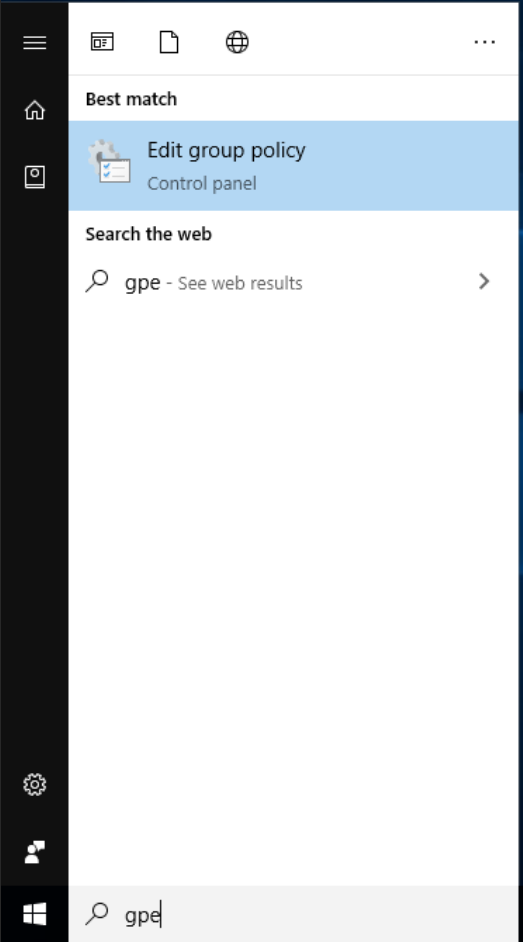 ...
Best match
Edit group policy
Control panel
Search the web
gpe - See web results
gpe